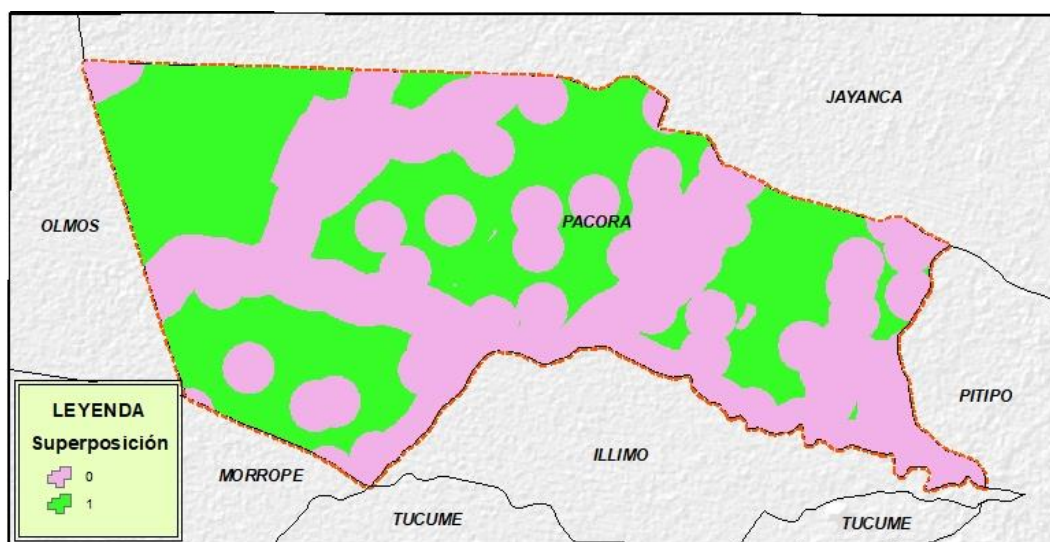 JAYANCA
OLMOS
PACORA
PITIPO
LEYENDA
Superposición
0
1
MORROPE
ILLIMO
TUCUME
TUCUME